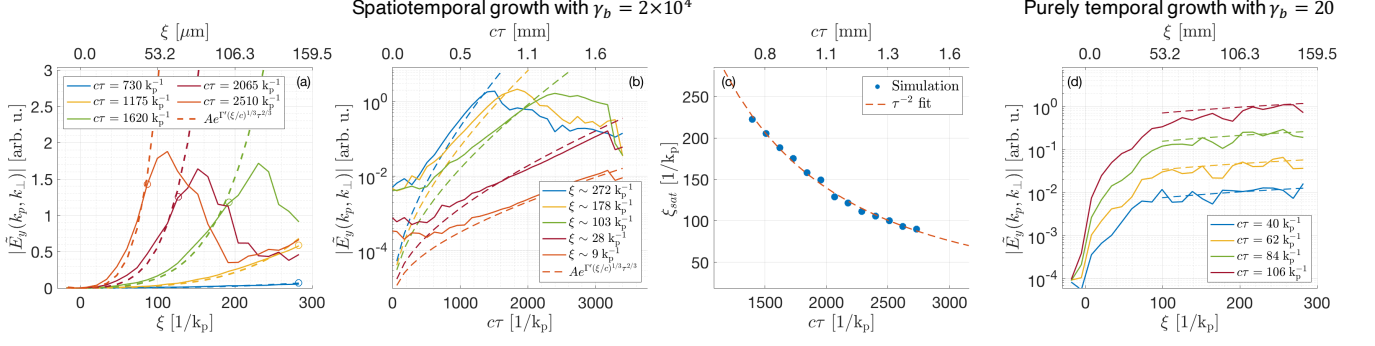 Spatiotemporal growth with γ_b = 2×10⁴
Purely temporal growth with γ_b = 20
ξ [μm]
0.0 53.2 106.3 159.5
(a)
cτ = 730 k_p⁻¹
cτ = 1175 k_p⁻¹
cτ = 1620 k_p⁻¹
cτ = 2065 k_p⁻¹
cτ = 2510 k_p⁻¹
Ae^{Γ′(ξ/c)^{1/3}τ^{2/3}}
|Ẽ_y(k_p, k_⊥)| [arb. u.]
3
2.5
2
1.5
1
0.5
0
0 100 200 300
ξ [1/k_p]
cτ [mm]
0.0 0.5 1.1 1.6
(b)
|Ẽ_y(k_p, k_⊥)| [arb. u.]
10⁰
10⁻²
10⁻⁴
ξ ∼ 272 k_p⁻¹
ξ ∼ 178 k_p⁻¹
ξ ∼ 103 k_p⁻¹
ξ ∼ 28 k_p⁻¹
ξ ∼ 9 k_p⁻¹
Ae^{Γ′(ξ/c)^{1/3}τ^{2/3}}
0 1000 2000 3000
cτ [1/k_p]
cτ [mm]
0.8 1.1 1.3 1.6
(c)
Simulation
τ⁻² fit
ξ_sat [1/k_p]
250
200
150
100
50
1500 2000 2500
cτ [1/k_p]
ξ [μm]
0.0 53.2 106.3 159.5
(d)
|Ẽ_y(k_p, k_⊥)| [arb. u.]
10⁰
10⁻¹
10⁻²
10⁻³
10⁻⁴
cτ = 40 k_p⁻¹
cτ = 62 k_p⁻¹
cτ = 84 k_p⁻¹
cτ = 106 k_p⁻¹
0 100 200 300
ξ [1/k_p]